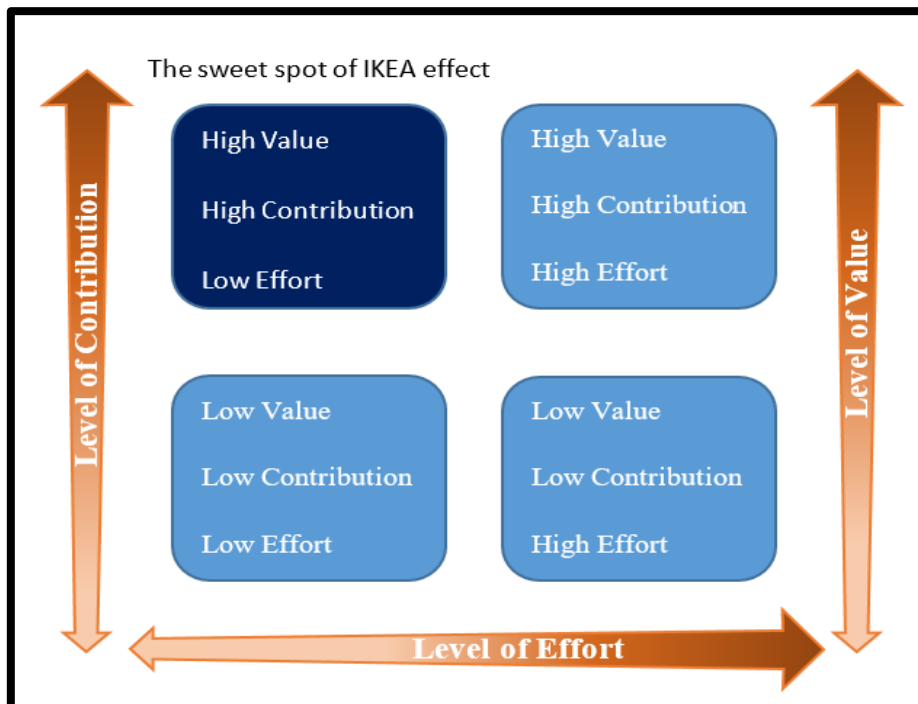 The sweet spot of IKEA effect
Level of Contribution
High Value
High Contribution
Low Effort
High Value
High Contribution
High Effort
Level of Value
Low Value
Low Contribution
Low Effort
Low Value
Low Contribution
High Effort
Level of Effort